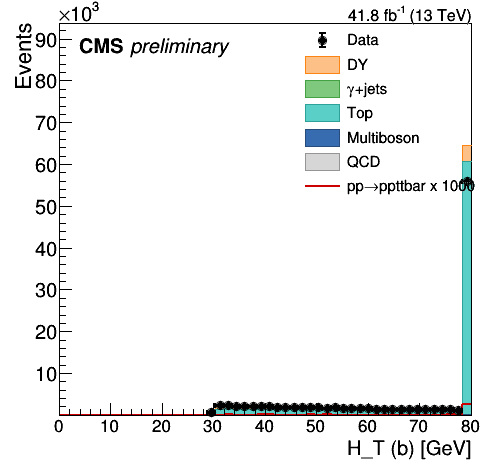 ×10³
41.8 fb⁻¹ (13 TeV)
Events
CMS preliminary
Data
DY
γ+jets
Top
Multiboson
QCD
pp→ppttbar x 1000
90
80
70
60
50
40
30
20
10
0 10 20 30 40 50 60 70 80
H_T (b) [GeV]